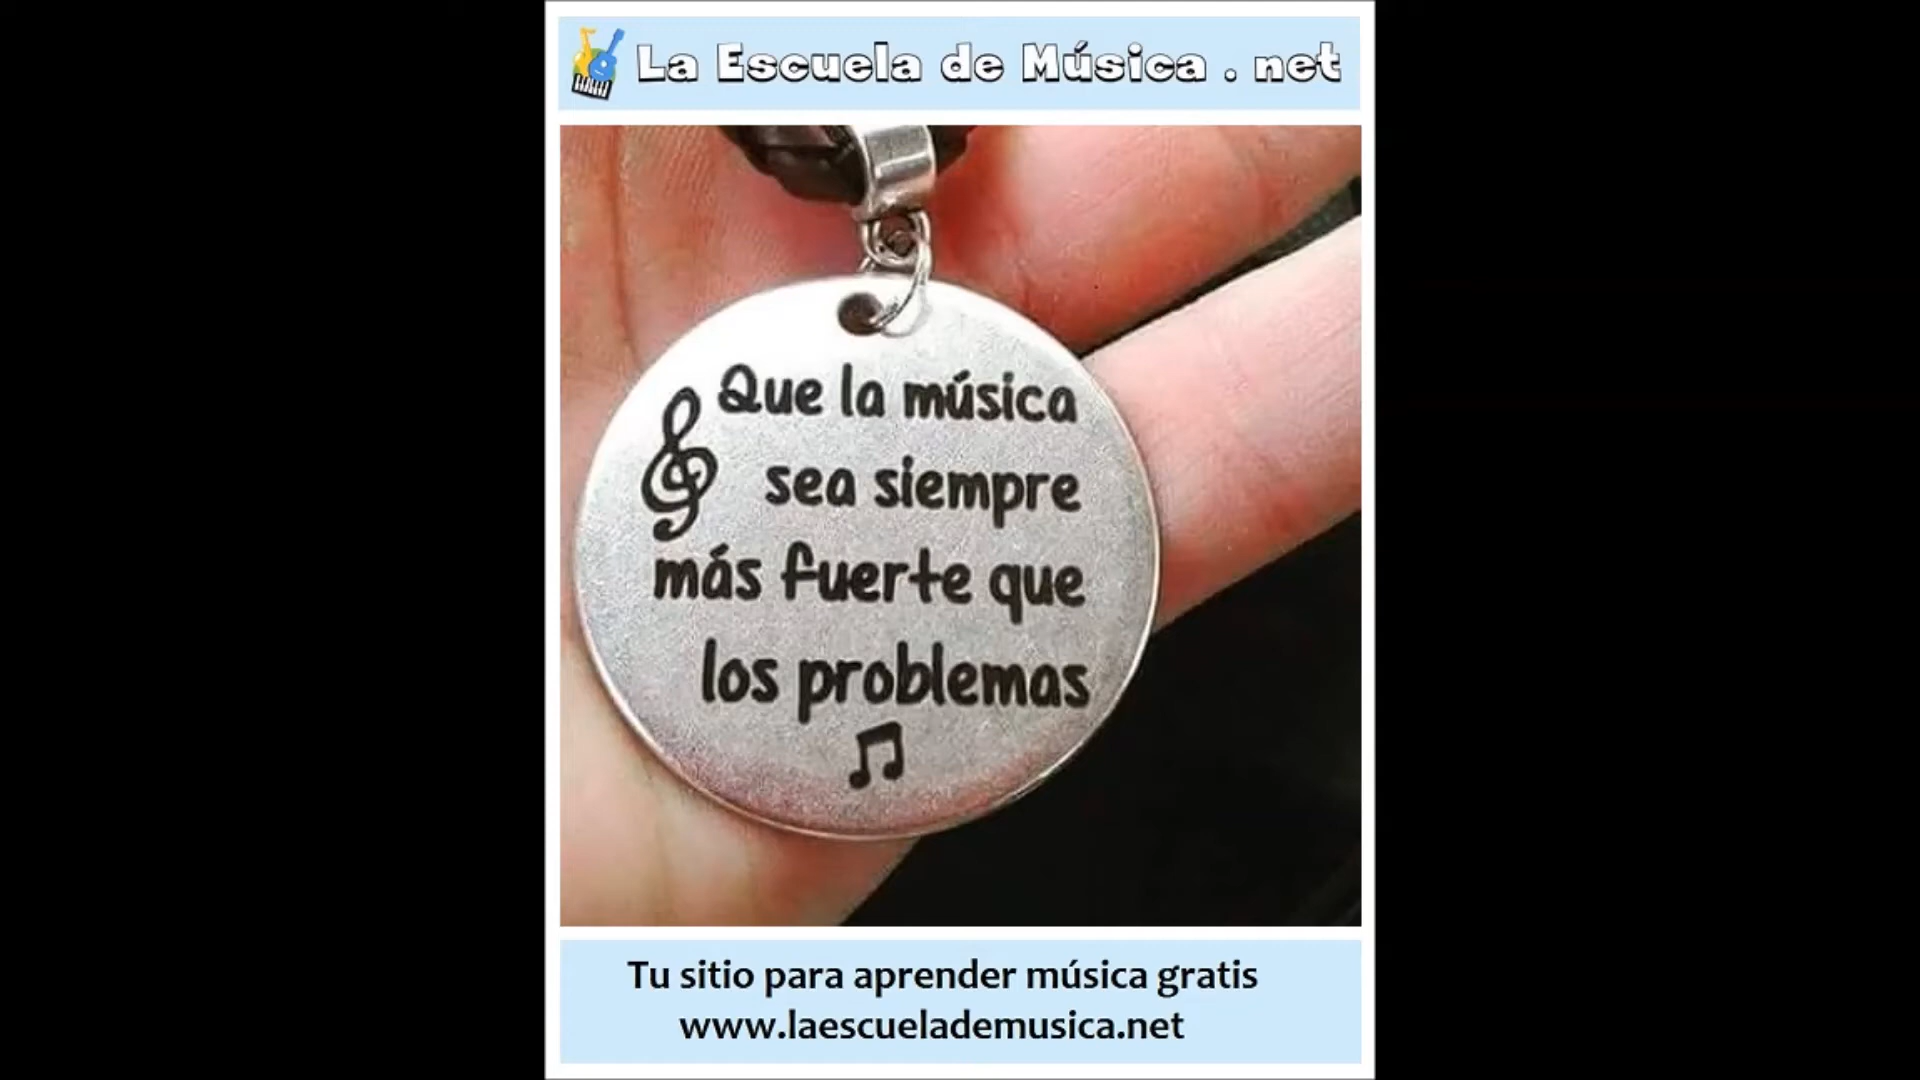 La Escuela de Música . net
Que la música
sea siempre
más fuerte que
los problemas
Tu sitio para aprender música gratis
www.laescuelademusica.net